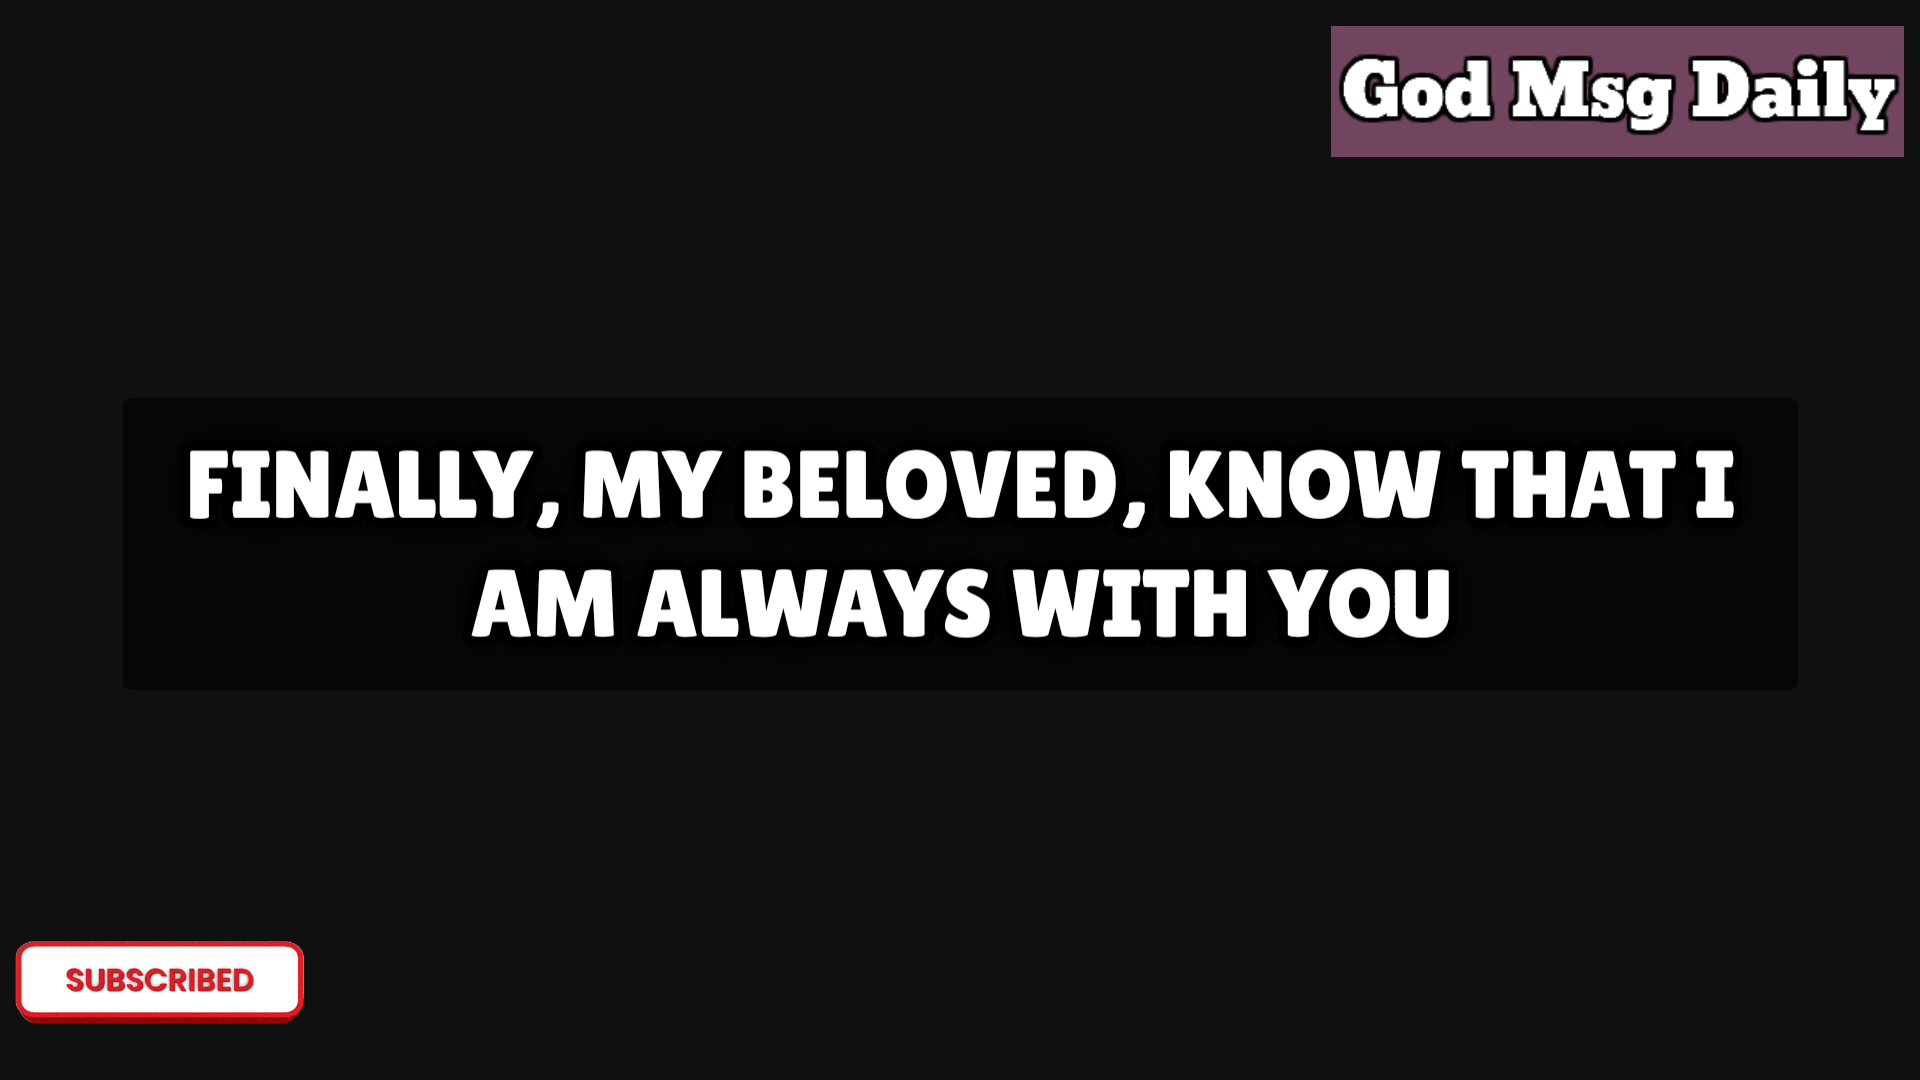 God Msg Daily
FINALLY, MY BELOVED, KNOW THAT I
AM ALWAYS WITH YOU
SUBSCRIBED